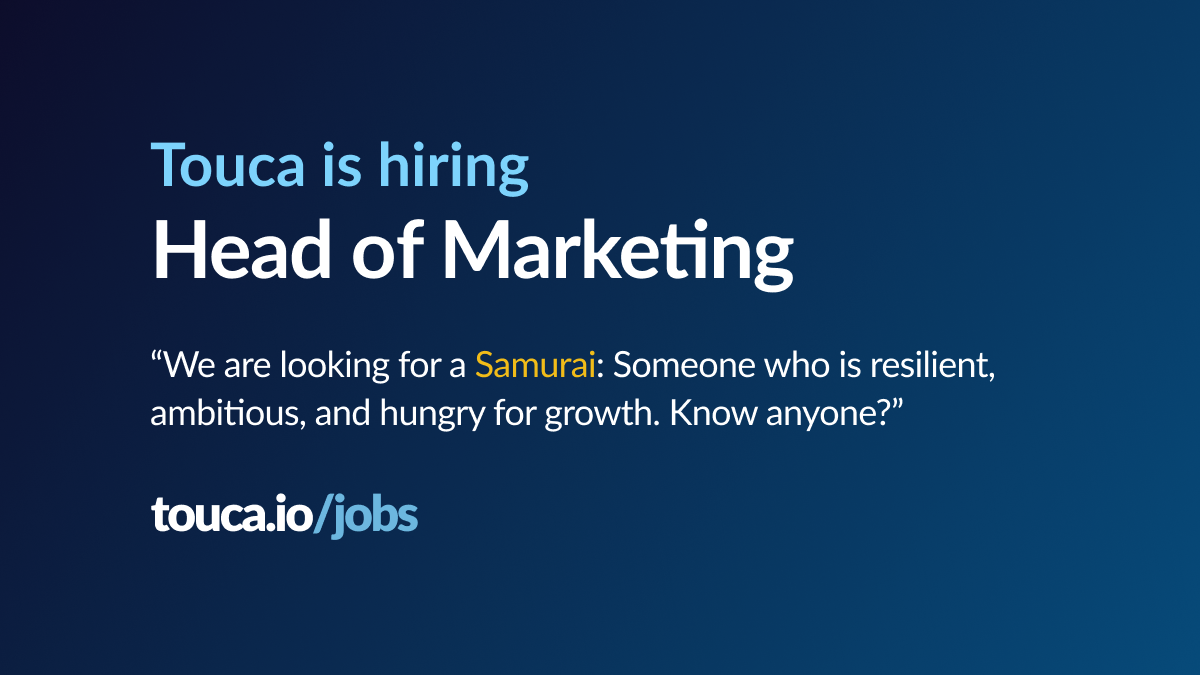 Touca is hiring
Head of Marketing
“We are looking for a Samurai: Someone who is resilient,
ambitious, and hungry for growth. Know anyone?”
touca.io/jobs